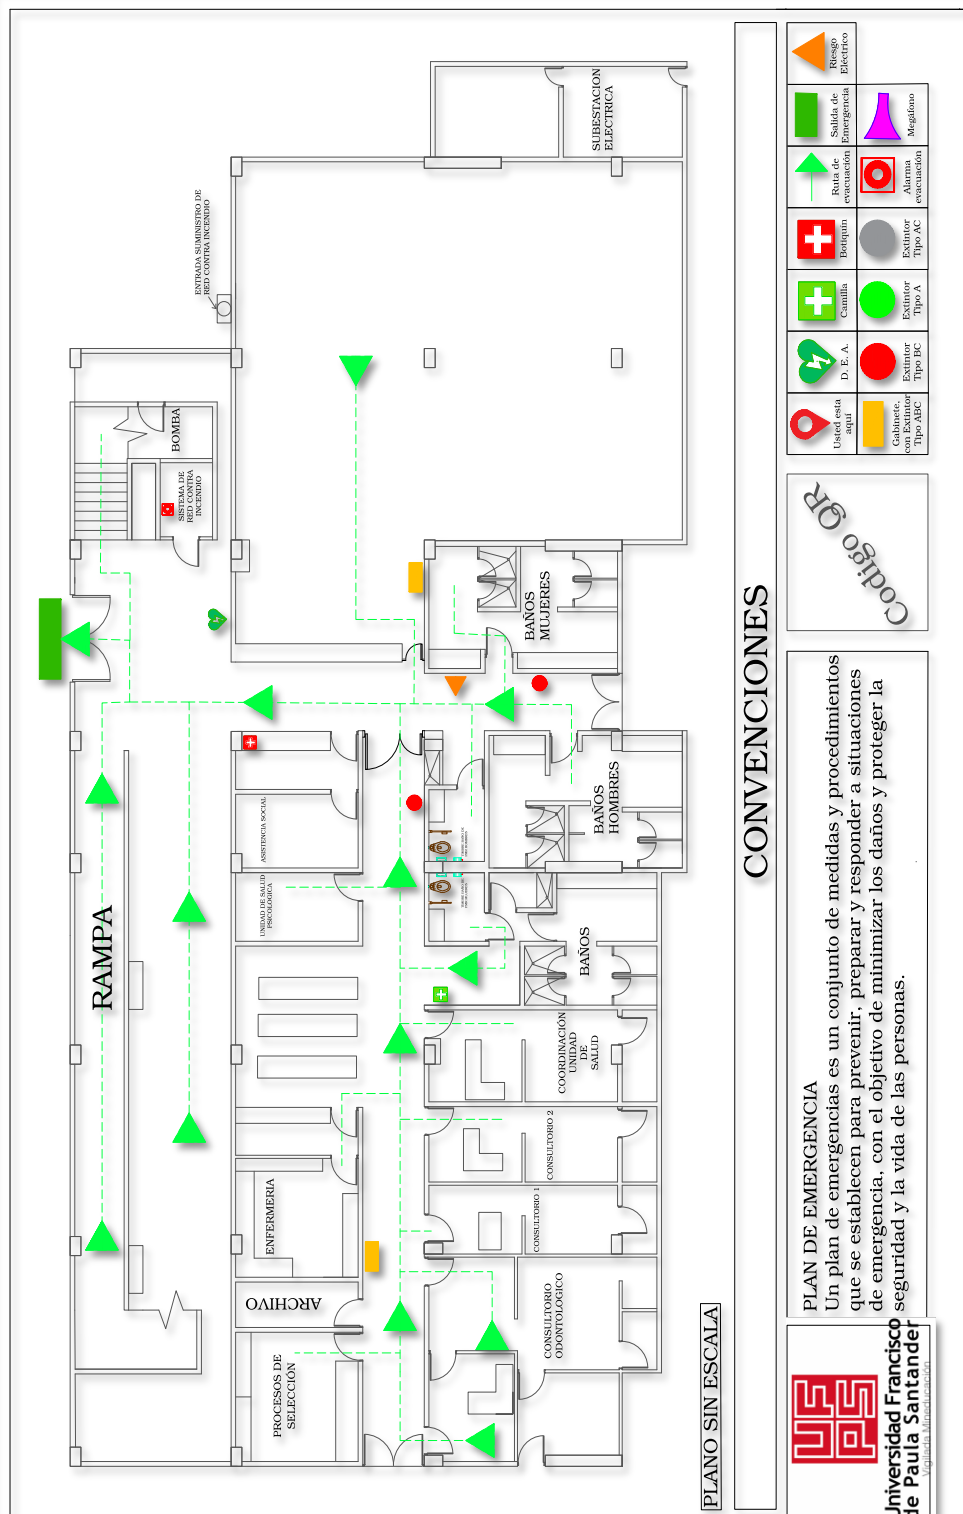 SUBESTACION
ELECTRICA
ENTRADA SUMINISTRO DE
RED CONTRA INCENDIO
BOMBA
SISTEMA DE
RED CONTRA
INCENDIO
BAÑOS
MUJERES
BAÑOS
HOMBRES
ASISTENCIA SOCIAL
UNIDAD DE SALUD
PSICOLOGICA
RAMPA
BAÑOS
COORDINACIÓN
UNIDAD
DE
SALUD
CONSULTORIO 2
CONSULTORIO 1
ENFERMERIA
ARCHIVO
PROCESOS DE
SELECCIÓN
CONSULTORIO
ODONTOLOGICO
PLANO SIN ESCALA
CONVENCIONES
Riesgo
Eléctrico
Salida de
Emergencia
Megáfono
Ruta de
evacuación
Alarma
evacuación
Botiquin
Extintor
Tipo AC
Camilla
Extintor
Tipo A
D. E. A.
Extintor
Tipo BC
Usted esta
aquí
Gabinete,
con Extintor
Tipo ABC
Codigo QR
PLAN DE EMERGENCIA
Un plan de emergencias es un conjunto de medidas y procedimientos
que se establecen para prevenir, preparar y responder a situaciones
de emergencia, con el objetivo de minimizar los daños y proteger la
seguridad y la vida de las personas.
UFPS
Universidad Francisco
de Paula Santander
Vigilada Mineducación